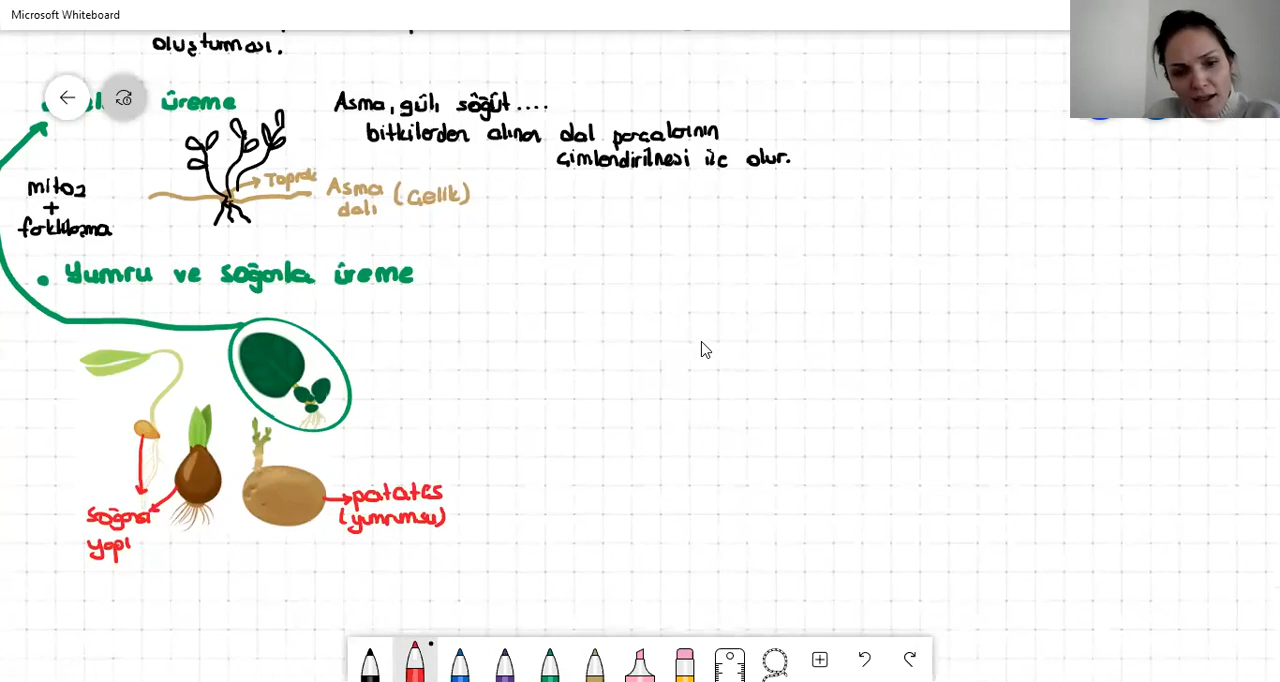 Microsoft Whiteboard
oluşturması.
üreme
Asma, gül, söğüt....
bitkilerden alınan dal parçalarının
çimlendirilmesi ile olur.
Toprak
Asma (Çelik)
dalı
mitoz
+
farklılaşma
• Yumru ve soğanla üreme
patates
(yumrumsu)
soğansı
yapı